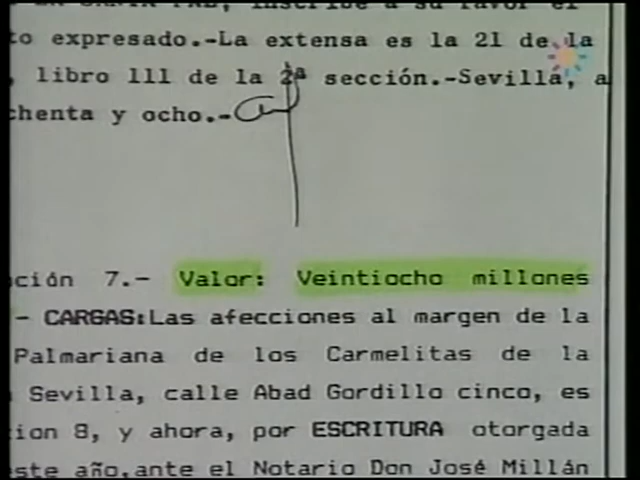 to expresado.-La extensa es la 21 de la
, libro 111 de la 2ª sección.-Sevilla, a
chenta y ocho.-
ción 7.- Valor: Veintiocho millones
- CARGAS:Las afecciones al margen de la
Palmariana de los Carmelitas de la
Sevilla, calle Abad Gordillo cinco, es
ion 8, y ahora, por ESCRITURA otorgada
ste año,ante el Notario Don José Millán